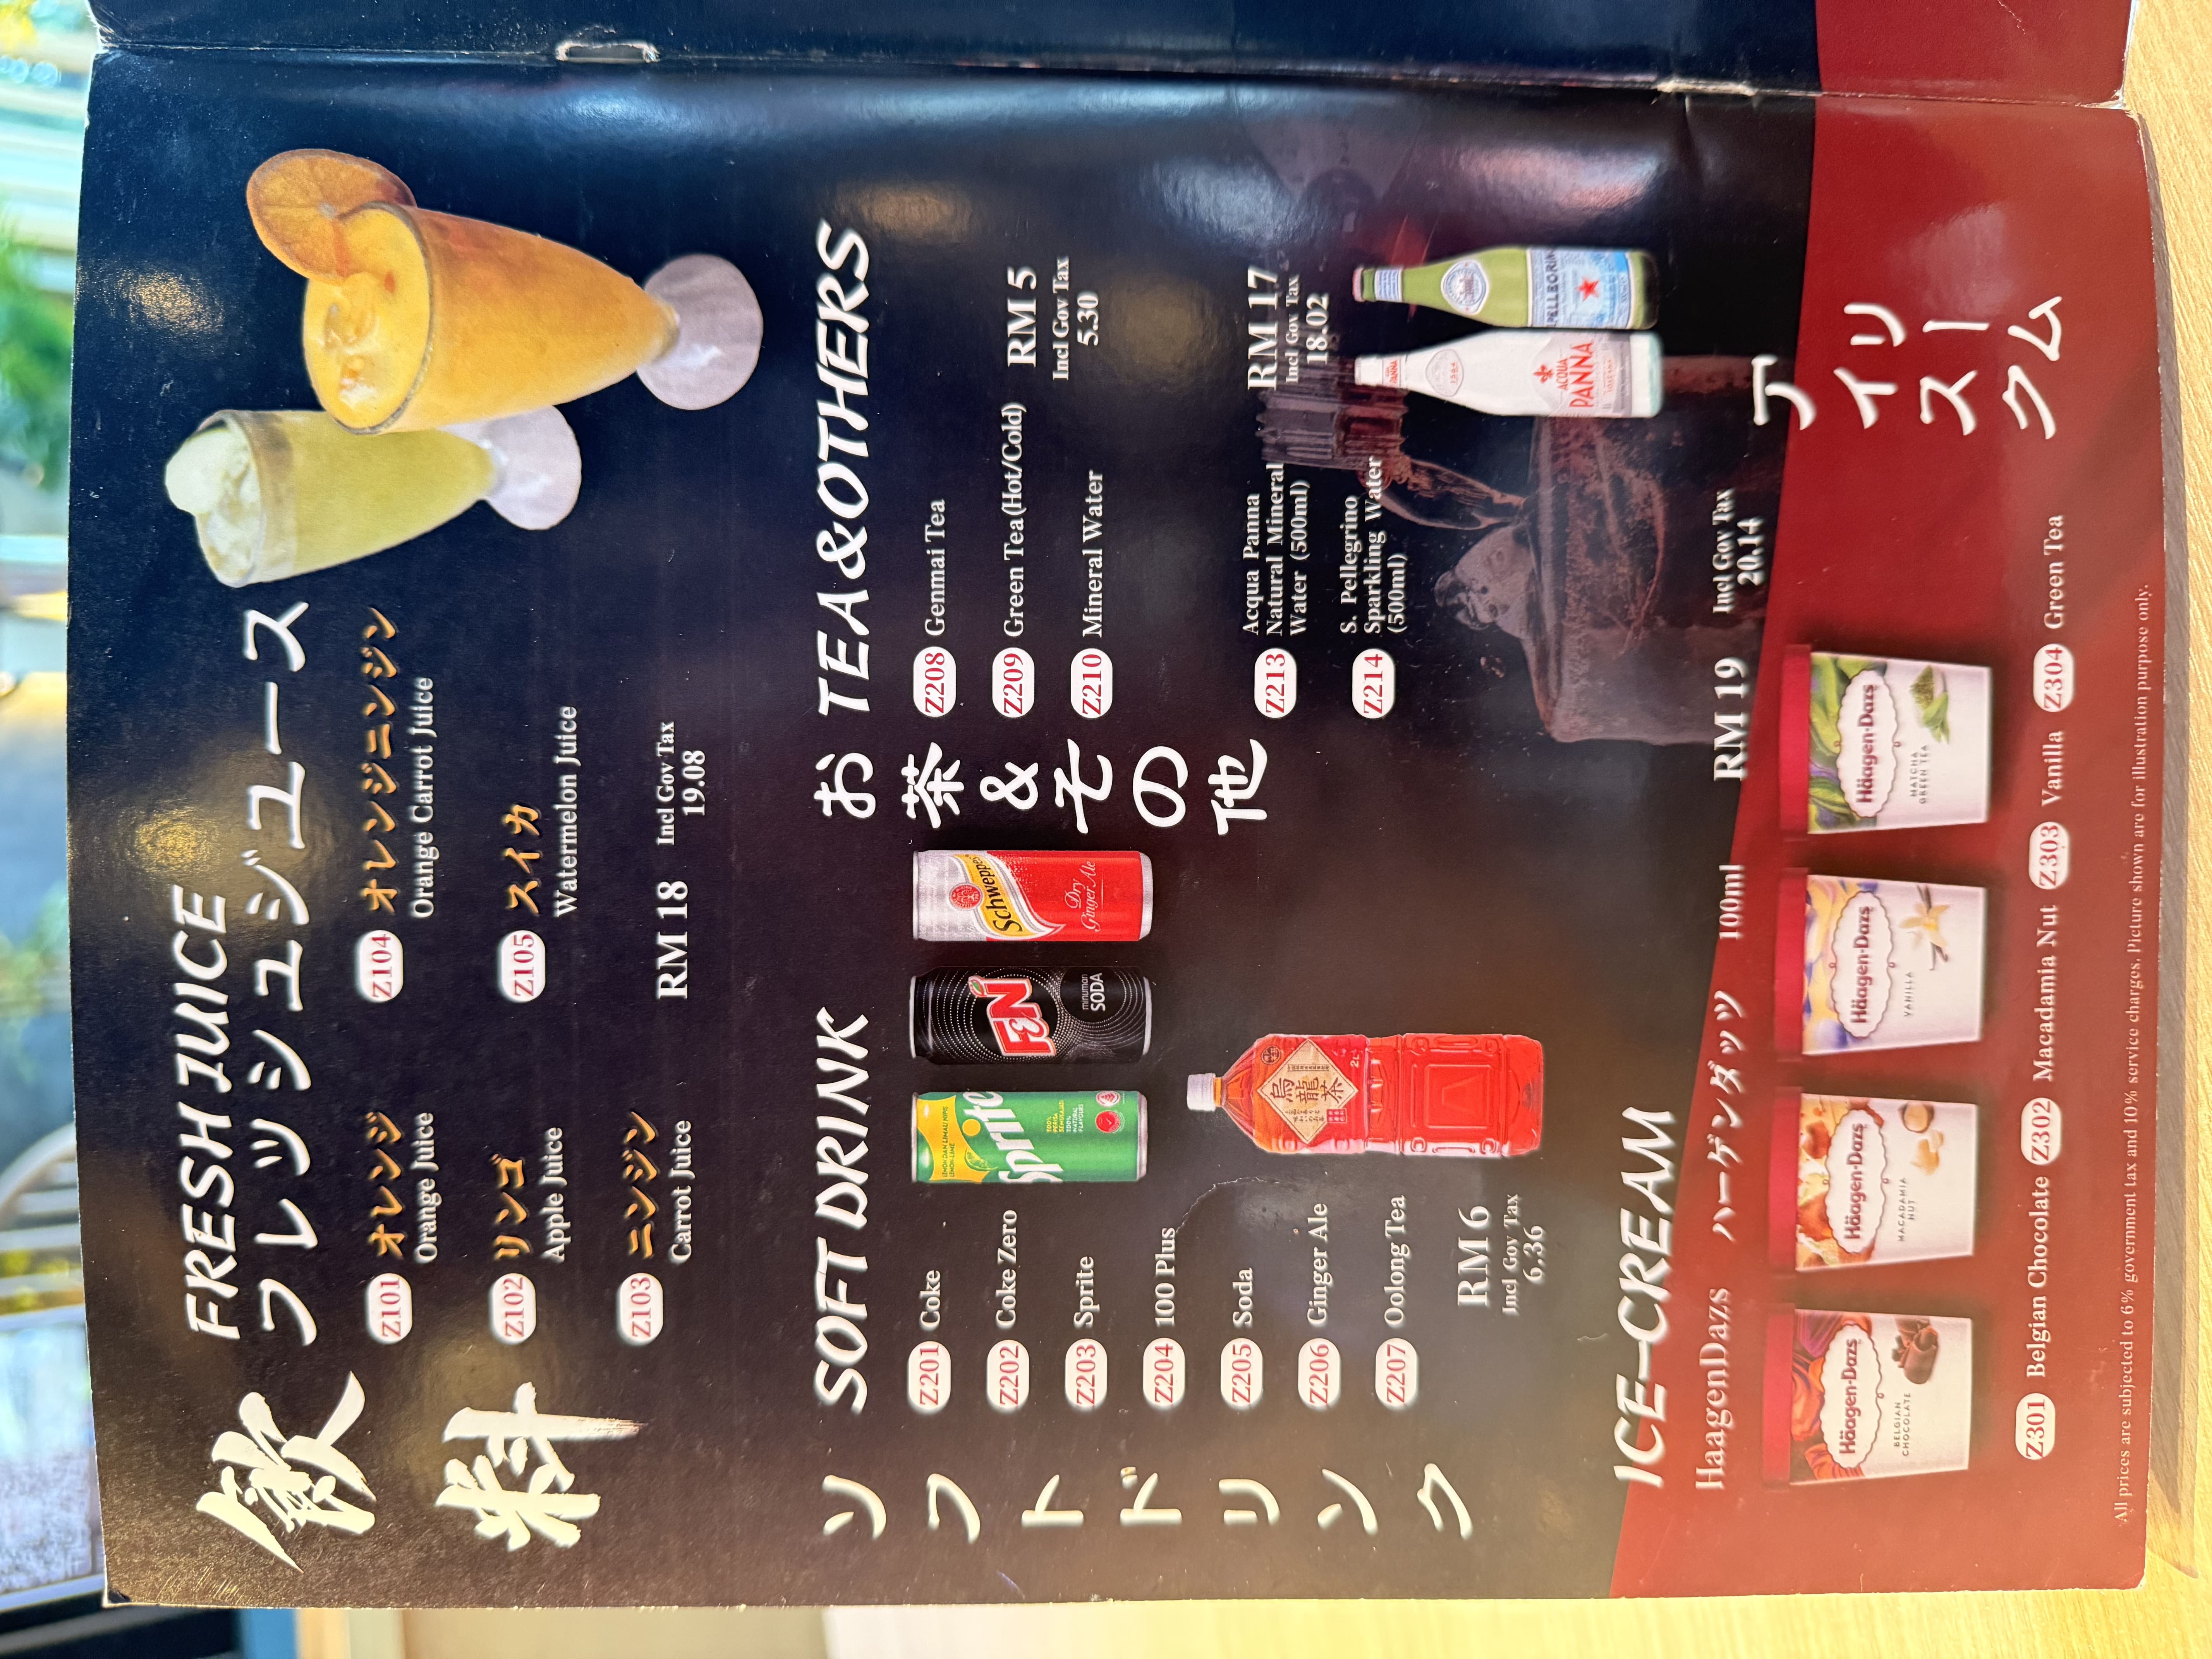 飲料
FRESH JUICE
フレッシュジュース
Z101 オレンジ
Orange Juice
Z102 リンゴ
Apple Juice
Z103 ニンジン
Carrot Juice
Z104 オレンジニンジン
Orange Carrot Juice
Z105 スイカ
Watermelon Juice
RM 18 Incl Gov Tax
19.08
ソフトドリンク
SOFT DRINK
Z201 Coke
Z202 Coke Zero
Z203 Sprite
Z204 100 Plus
Z205 Soda
Z206 Ginger Ale
Z207 Oolong Tea
RM 6
Incl Gov Tax
6.36
Sprite
F&N
SODA
Schweppes
Dry
Ginger Ale
烏龍茶
2L
お茶&その他
TEA&OTHERS
Z208 Genmai Tea
Z209 Green Tea(Hot/Cold)
Z210 Mineral Water
RM 5
Incl Gov Tax
5.30
Z213 Acqua Panna
Natural Mineral
Water (500ml)
Z214 S. Pellegrino
Sparkling Water
(500ml)
RM 17
Incl Gov Tax
18.02
ACQUA
PANNA
PELLEGRIN
ICE-CREAM
アイスクリーム
HaagenDazs ハーゲンダッツ 100ml RM 19 Incl Gov Tax
20.14
Häagen-Dazs
BELGIAN
CHOCOLATE
Häagen-Dazs
MACADAMIA
NUT
Häagen-Dazs
VANILLA
Häagen-Dazs
MATCHA
GREEN TEA
Z301 Belgian Chocolate Z302 Macadamia Nut Z303 Vanilla Z304 Green Tea
All prices are subjected to 6% government tax and 10% service charges. Picture shown are for illustration purpose only.